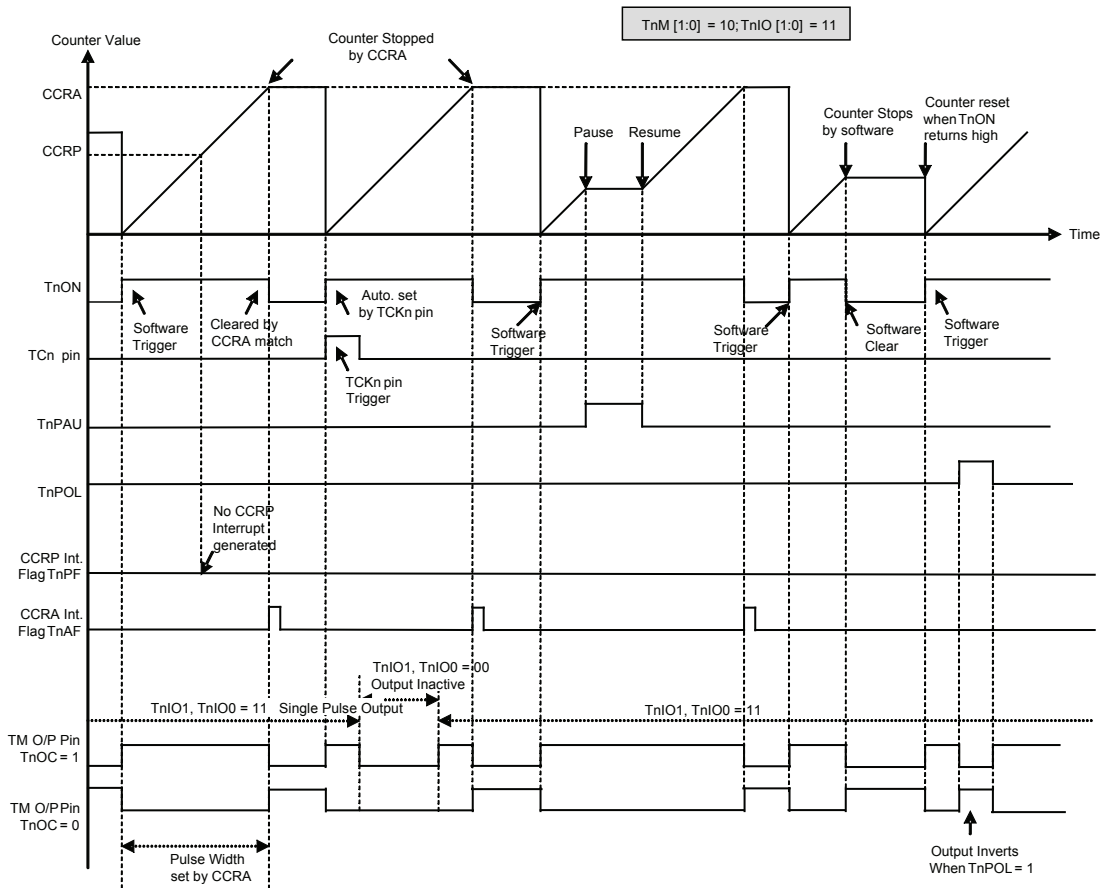 TnM [1:0] = 10; TnIO [1:0] = 11
Counter Value
Counter Stopped
by CCRA
CCRA
CCRP
Pause
Resume
Counter Stops
by software
Counter reset
when TnON
returns high
Time
TnON
Software
Trigger
Cleared by
CCRA match
Auto. set
by TCKn pin
Software
Trigger
Software
Trigger
Software
Clear
Software
Trigger
TCn pin
TCKn pin
Trigger
TnPAU
TnPOL
No CCRP
Interrupt
generated
CCRP Int.
Flag TnPF
CCRA Int.
Flag TnAF
TnIO1, TnIO0 = 00
Output Inactive
TnIO1, TnIO0 = 11 Single Pulse Output
TnIO1, TnIO0 = 11
TM O/P Pin
TnOC = 1
TM O/P Pin
TnOC = 0
Pulse Width
set by CCRA
Output Inverts
When TnPOL = 1